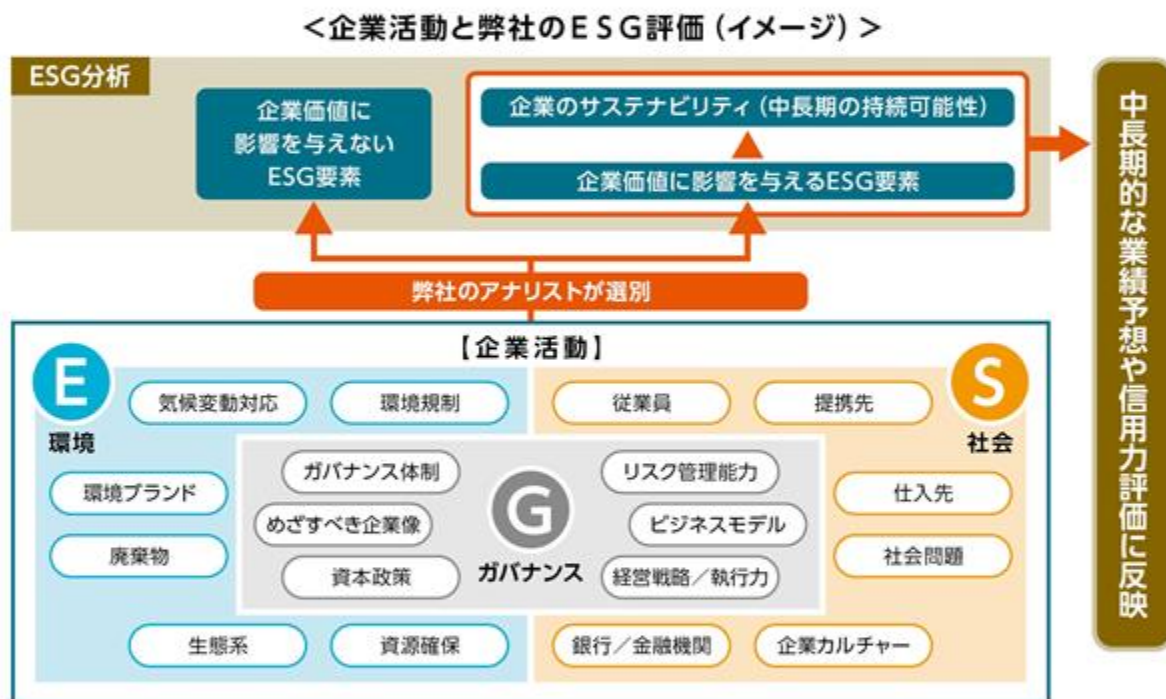 ＜企業活動と弊社のＥＳＧ評価（イメージ）＞
ESG分析
企業価値に
影響を与えない
ESG要素
企業のサステナビリティ（中長期の持続可能性）
企業価値に影響を与えるESG要素
中長期的な業績予想や信用力評価に反映
弊社のアナリストが選別
【企業活動】
E
環境
S
社会
気候変動対応
環境規制
従業員
提携先
環境ブランド
廃棄物
ガバナンス体制
めざすべき企業像
資本政策
G
ガバナンス
リスク管理能力
ビジネスモデル
経営戦略／執行力
仕入先
社会問題
生態系
資源確保
銀行／金融機関
企業カルチャー